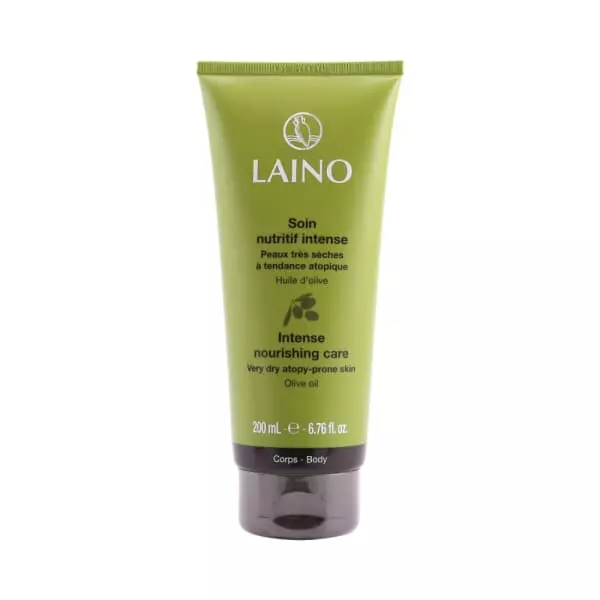 LAINO
Soin
nutritif intense
Peaux très sèches
à tendance atopique
Huile d'olive
Intense
nourishing care
Very dry atopy-prone skin
Olive oil
200 mL - ℮ - 6.76 fl. oz.
Corps - Body